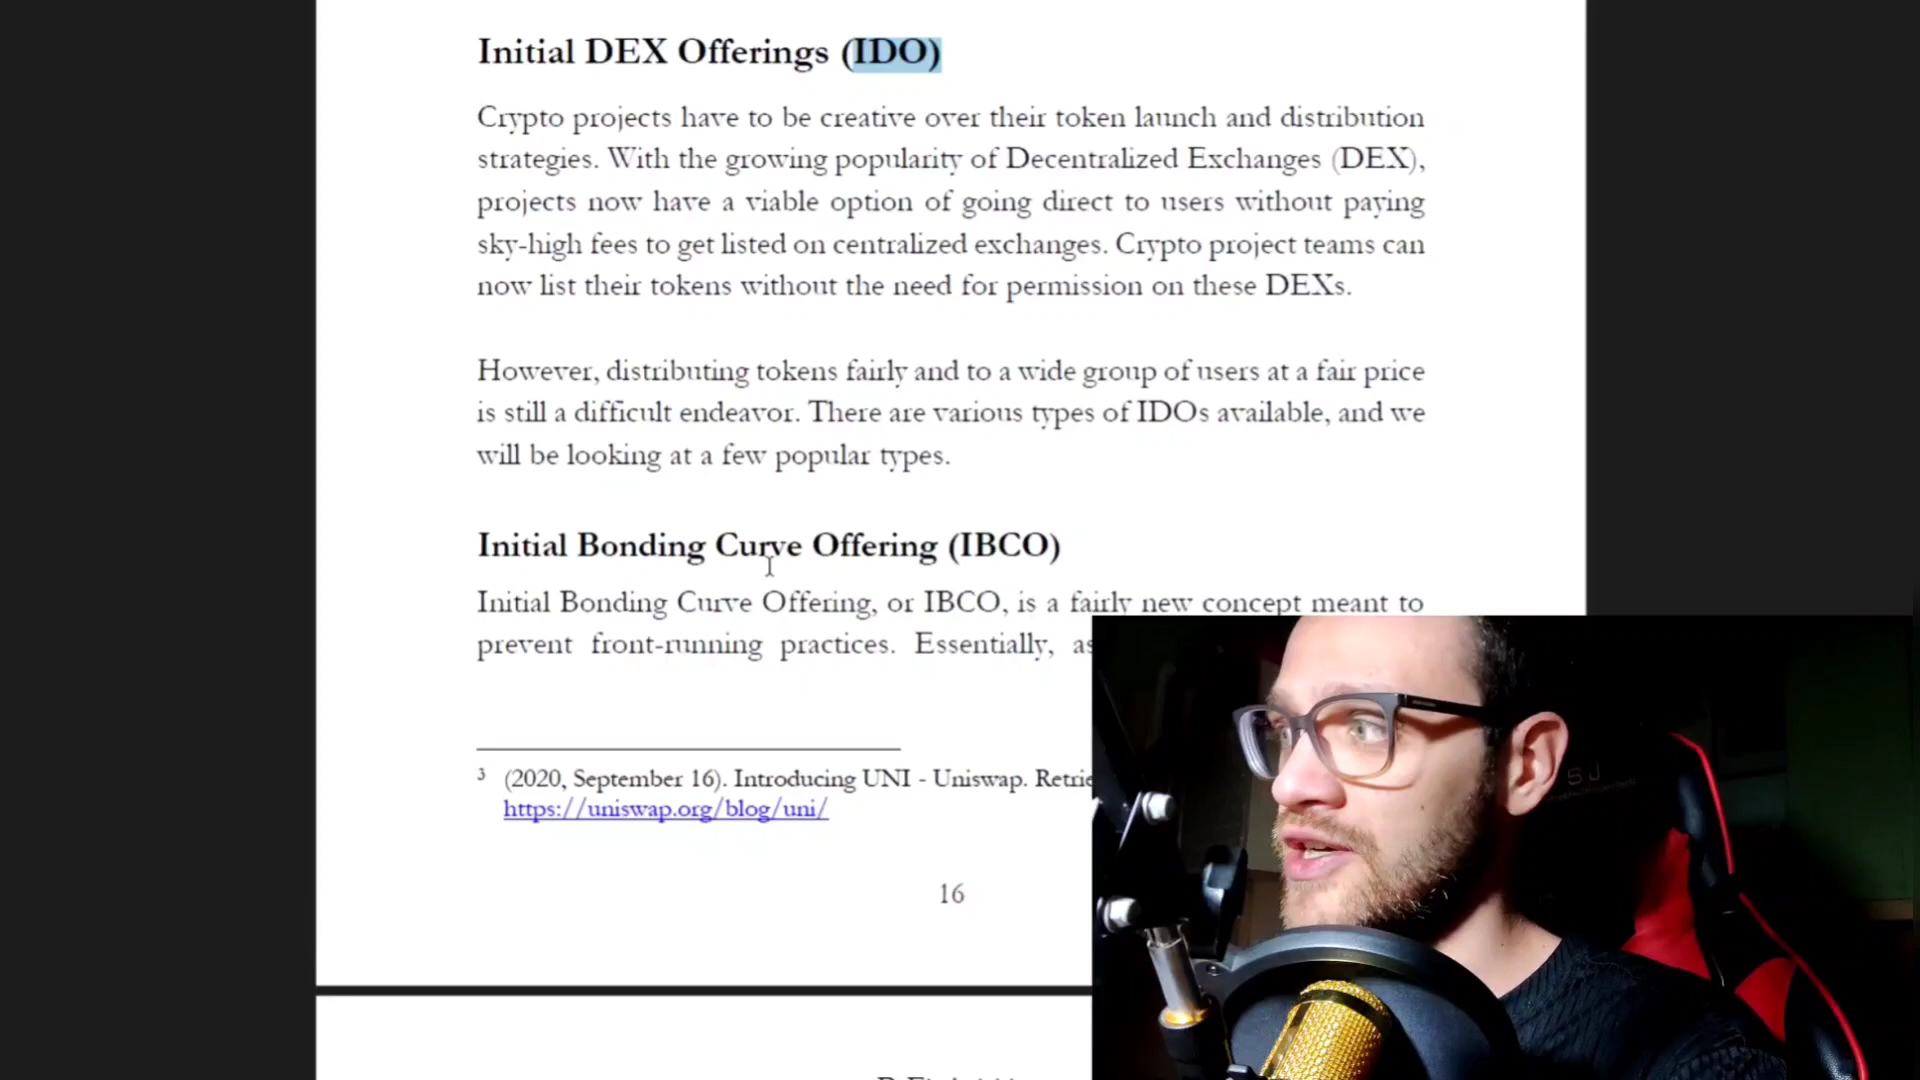 Initial DEX Offerings (IDO)
Crypto projects have to be creative over their token launch and distribution
strategies. With the growing popularity of Decentralized Exchanges (DEX),
projects now have a viable option of going direct to users without paying
sky-high fees to get listed on centralized exchanges. Crypto project teams can
now list their tokens without the need for permission on these DEXs.
However, distributing tokens fairly and to a wide group of users at a fair price
is still a difficult endeavor. There are various types of IDOs available, and we
will be looking at a few popular types.
Initial Bonding Curve Offering (IBCO)
Initial Bonding Curve Offering, or IBCO, is a fairly new concept meant to
prevent front-running practices. Essentially, as
3 (2020, September 16). Introducing UNI - Uniswap. Retrie
https://uniswap.org/blog/uni/
16
SJ